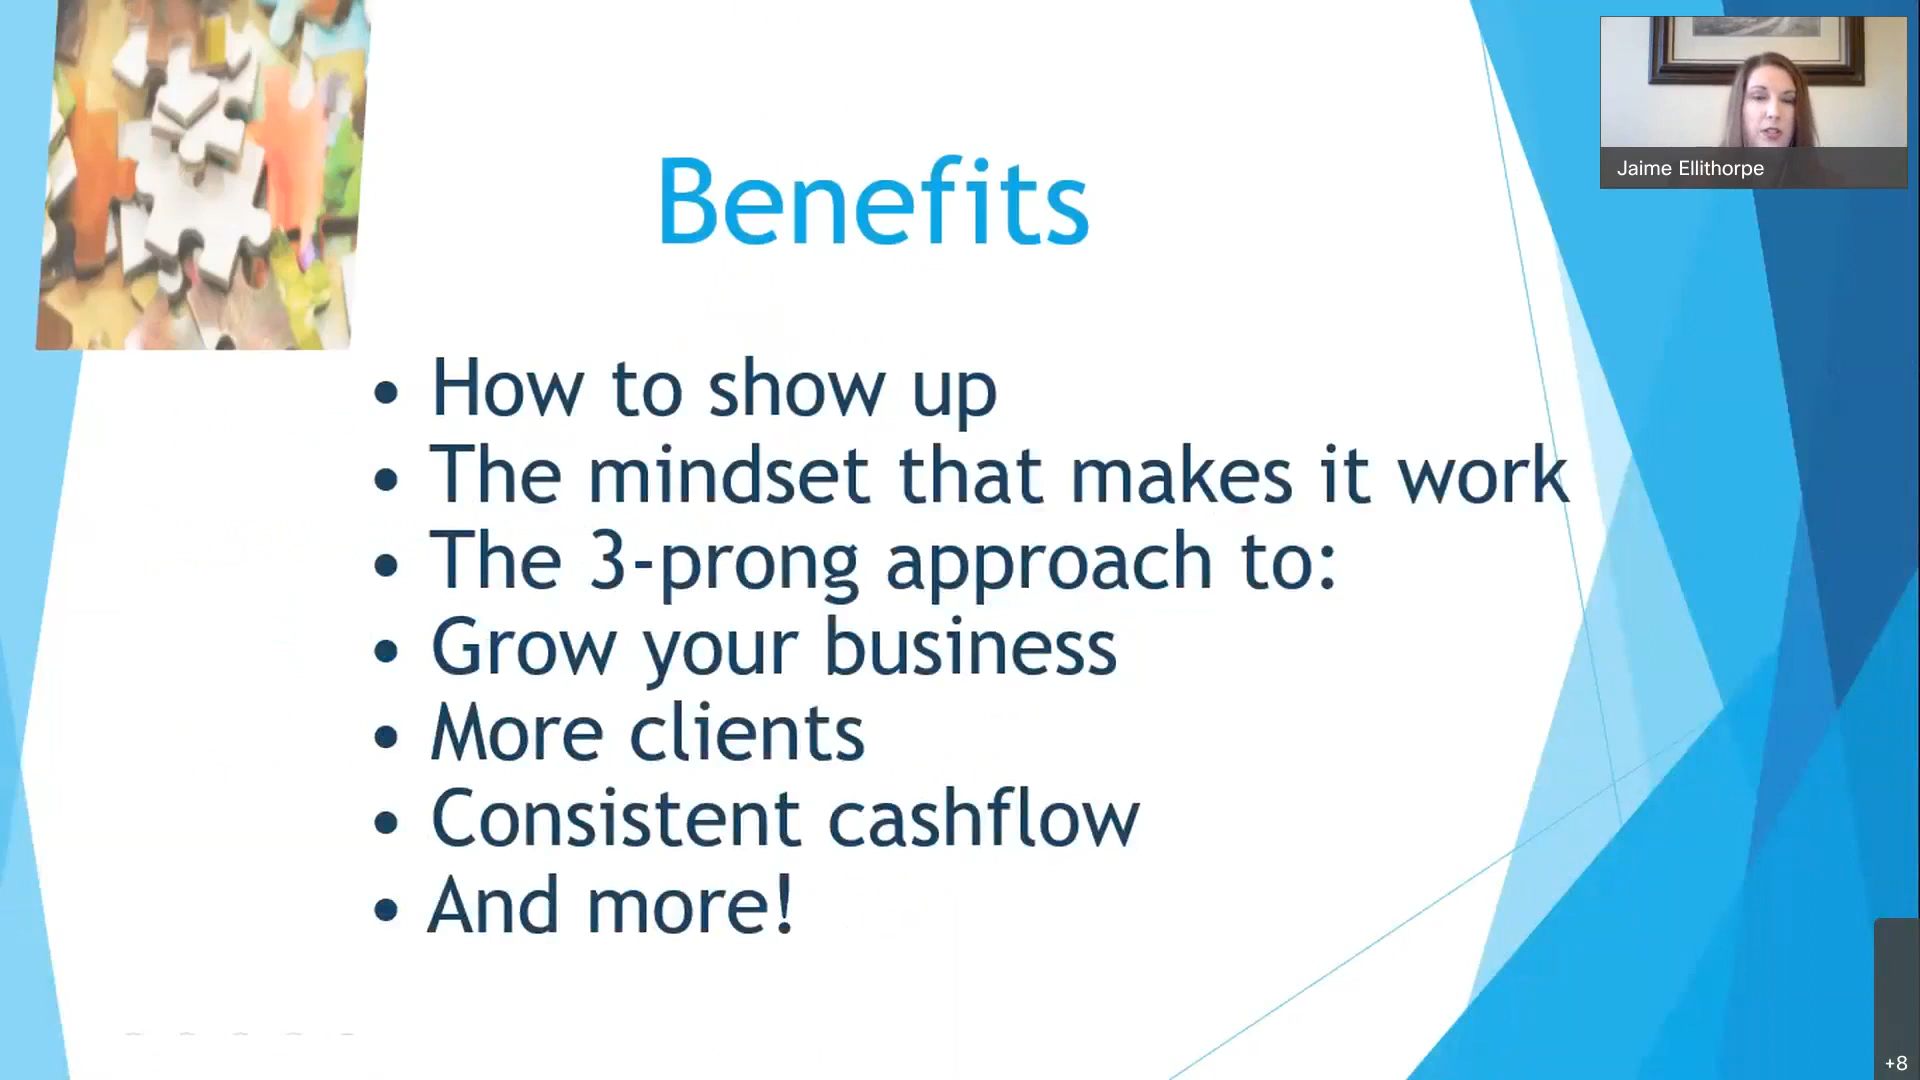 Jaime Ellithorpe
Benefits
• How to show up
• The mindset that makes it work
• The 3-prong approach to:
• Grow your business
• More clients
• Consistent cashflow
• And more!
+8